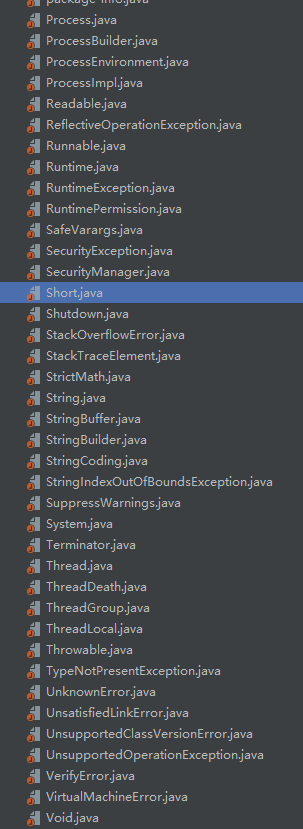 package-info.java
Process.java
ProcessBuilder.java
ProcessEnvironment.java
ProcessImpl.java
Readable.java
ReflectiveOperationException.java
Runnable.java
Runtime.java
RuntimeException.java
RuntimePermission.java
SafeVarargs.java
SecurityException.java
SecurityManager.java
Short.java
Shutdown.java
StackOverflowError.java
StackTraceElement.java
StrictMath.java
String.java
StringBuffer.java
StringBuilder.java
StringCoding.java
StringIndexOutOfBoundsException.java
SuppressWarnings.java
System.java
Terminator.java
Thread.java
ThreadDeath.java
ThreadGroup.java
ThreadLocal.java
Throwable.java
TypeNotPresentException.java
UnknownError.java
UnsatisfiedLinkError.java
UnsupportedClassVersionError.java
UnsupportedOperationException.java
VerifyError.java
VirtualMachineError.java
Void.java